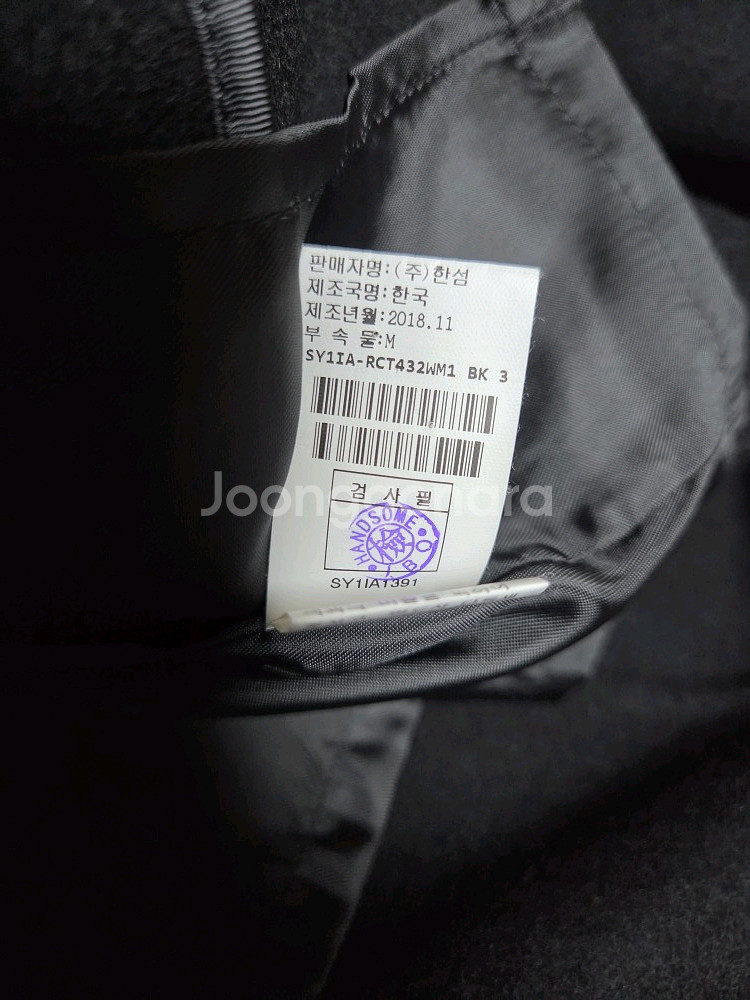 판매자명:(주)한섬
제조국명:한국
제조년월:2018.11
부 속 물:M
SY1IA-RCT432WM1 BK 3
검 사 필
HANDSOME
SY1IA1391